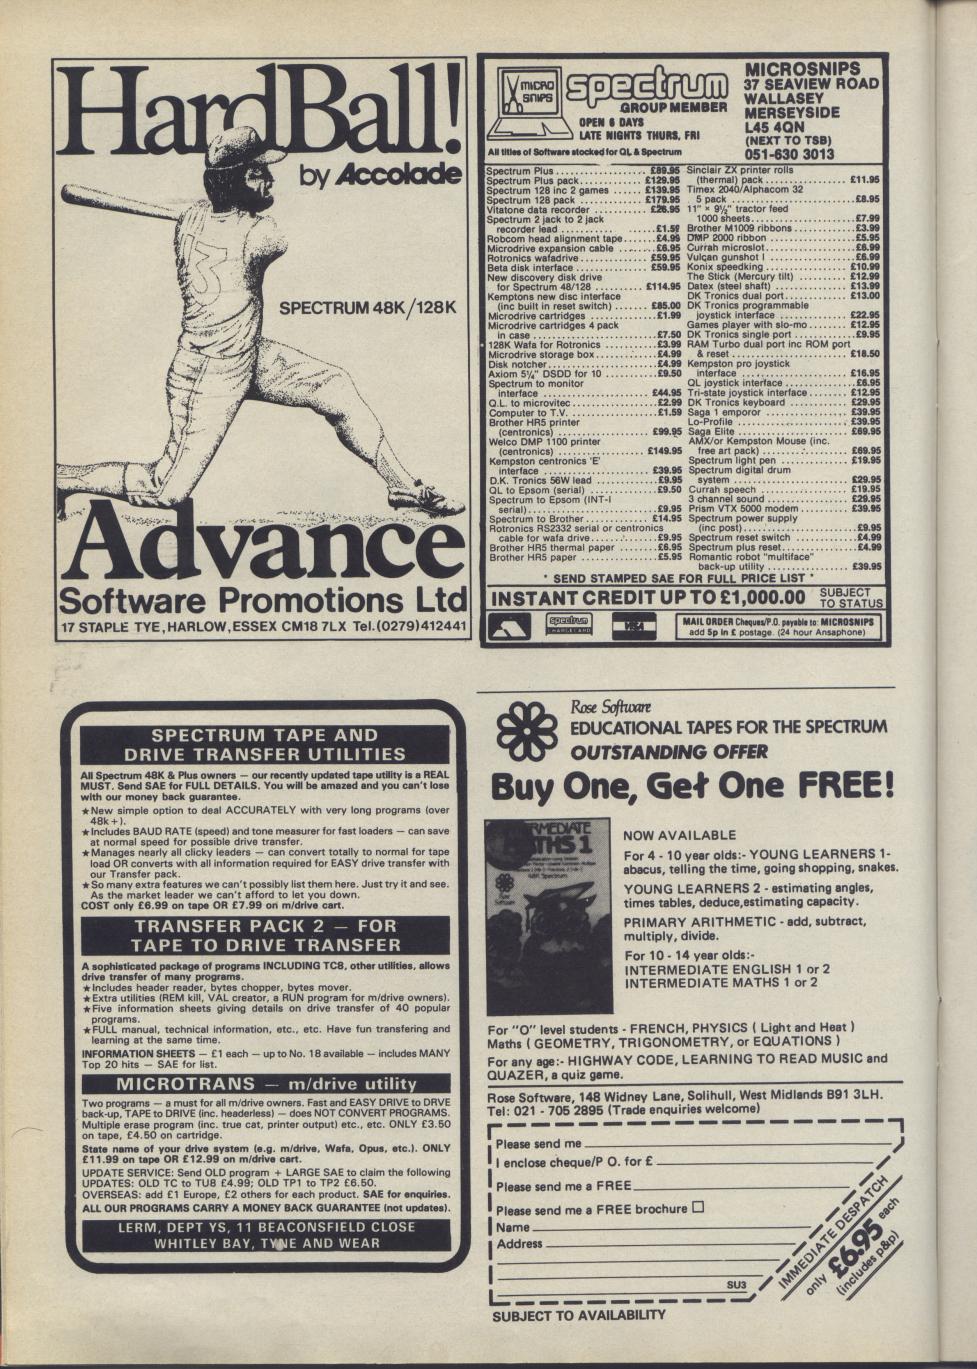 HardBall!
by Accolade
13
SPECTRUM 48K/128K
Advance
Software Promotions Ltd
17 STAPLE TYE, HARLOW, ESSEX CM18 7LX Tel.(0279)412441
MICRO
SNIPS
spectrum
GROUP MEMBER
OPEN 6 DAYS
LATE NIGHTS THURS, FRI
All titles of Software stocked for QL & Spectrum
MICROSNIPS
37 SEAVIEW ROAD
WALLASEY
MERSEYSIDE
L45 4QN
(NEXT TO TSB)
051-630 3013
Spectrum Plus .................... £89.95
Spectrum Plus pack............. £129.95
Spectrum 128 inc 2 games ...... £139.95
Spectrum 128 pack .............. £179.95
Vitatone data recorder .......... £26.95
Spectrum 2 jack to 2 jack
recorder lead .......... ......£1.59
Robcom head alignment tape...... £4.99
Microdrive expansion cable ...... £6.95
Rotronics wafadrive.............. £59.95
Beta disk interface .............. £59.95
New discovery disk drive
for Spectrum 48/128 .......... £114.95
Kemptons new disc interface
(inc built in reset switch) ...... £85.00
Microdrive cartridges ............ £1.99
Microdrive cartridges 4 pack
in case ........................ £7.50
128K Wafa for Rotronics .......... £3.99
Microdrive storage box............ £4.99
Disk notcher...................... £4.99
Axiom 5¼" DSDD for 10 .......... £9.50
Spectrum to monitor
interface ...................... £44.95
Q.L. to microvitec................ £2.99
Computer to T.V. ................ £1.59
Brother HR5 printer
(centronics) .................. £99.95
Welco DMP 1100 printer
(centronics) .................. £149.95
Kempston centronics 'E'
interface ...................... £39.95
D.K. Tronics 56W lead ............ £9.95
QL to Epsom (serial) .............. £9.50
Spectrum to Epsom (INT-I
serial).......................... £9.95
Spectrum to Brother.............. £14.95
Rotronics RS2332 serial or centronics
cable for wafa drive............ £9.95
Brother HR5 thermal paper ...... £6.95
Brother HR5 paper .............. £5.95
Sinclair ZX printer rolls
(thermal) pack .................. £11.95
Timex 2040/Alphacom 32
5 pack .......................... £8.95
11" × 9½" tractor feed
1000 sheets...................... £7.99
Brother M1009 ribbons............ £3.99
DMP 2000 ribbon ................ £5.95
Currah microslot.................. £6.99
Vulcan gunshot I ................ £6.99
Konix speedking.................. £10.99
The Stick (Mercury tilt) .......... £12.99
Datex (steel shaft) .............. £13.99
DK Tronics dual port.............. £13.00
DK Tronics programmable
joystick interface .............. £22.95
Games player with slo-mo........ £12.95
DK Tronics single port............ £9.95
RAM Turbo dual port inc ROM port
& reset .......................... £18.50
Kempston pro joystick
interface ........................ £16.95
QL joystick interface.............. £6.95
Tri-state joystick interface........ £12.95
DK Tronics keyboard ............ £29.95
Saga 1 emporor .................. £39.95
Lo-Profile ........................ £39.95
Saga Elite ........................ £69.95
AMX/or Kempston Mouse (inc.
free art pack) .................. £69.95
Spectrum light pen .............. £19.95
Spectrum digital drum
system .......................... £29.95
Currah speech .................. £19.95
3 channel sound .................. £29.95
Prism VTX 5000 modem .......... £39.95
Spectrum power supply
(inc post)........................ £9.95
Spectrum reset switch ............ £4.99
Spectrum plus reset.............. £4.99
Romantic robot "multiface"
back-up utility .................. £39.95
* SEND STAMPED SAE FOR FULL PRICE LIST *
INSTANT CREDIT UP TO £1,000.00 SUBJECT TO STATUS
spectrum
CHARGECARD
VISA
MAIL ORDER Cheques/P.O. payable to: MICROSNIPS
add 5p in £ postage. (24 hour Ansaphone)
SPECTRUM TAPE AND
DRIVE TRANSFER UTILITIES
All Spectrum 48K & Plus owners — our recently updated tape utility is a REAL
MUST. Send SAE for FULL DETAILS. You will be amazed and you can't lose
with our money back guarantee.
★New simple option to deal ACCURATELY with very long programs (over
48k+).
★Includes BAUD RATE (speed) and tone measurer for fast loaders — can save
at normal speed for possible drive transfer.
★Manages nearly all clicky leaders — can convert totally to normal for tape
load OR converts with all information required for EASY drive transfer with
our Transfer pack.
★So many extra features we can't possibly list them here. Just try it and see.
As the market leader we can't afford to let you down.
COST only £6.99 on tape OR £7.99 on m/drive cart.
TRANSFER PACK 2 — FOR
TAPE TO DRIVE TRANSFER
A sophisticated package of programs INCLUDING TC8, other utilities, allows
drive transfer of many programs.
★Includes header reader, bytes chopper, bytes mover.
★Extra utilities (REM kill, VAL creator, a RUN program for m/drive owners).
★Five information sheets giving details on drive transfer of 40 popular
programs.
★FULL manual, technical information, etc., etc. Have fun transfering and
learning at the same time.
INFORMATION SHEETS — £1 each — up to No. 18 available — includes MANY
Top 20 hits — SAE for list.
MICROTRANS — m/drive utility
Two programs — a must for all m/drive owners. Fast and EASY DRIVE to DRVE
back-up, TAPE to DRIVE (inc. headerless) — does NOT CONVERT PROGRAMS.
Multiple erase program (inc. true cat, printer output) etc., etc. ONLY £3.50
on tape, £4.50 on cartridge.
State name of your drive system (e.g. m/drive, Wafa, Opus, etc.). ONLY
£11.99 on tape OR £12.99 on m/drive cart.
UPDATE SERVICE: Send OLD program + LARGE SAE to claim the following
UPDATES: OLD TC to TU8 £4.99; OLD TP1 to TP2 £6.50.
OVERSEAS: add £1 Europe, £2 others for each product. SAE for enquiries.
ALL OUR PROGRAMS CARRY A MONEY BACK GUARANTEE (not updates).
LERM, DEPT YS, 11 BEACONSFIELD CLOSE
WHITLEY BAY, TYNE AND WEAR
Rose Software
EDUCATIONAL TAPES FOR THE SPECTRUM
OUTSTANDING OFFER
Buy One, Get One FREE!
INTERMEDIATE
MATHS 1
48K Spectrum
Rose
Software
NOW AVAILABLE
For 4 - 10 year olds:- YOUNG LEARNERS 1-
abacus, telling the time, going shopping, snakes.
YOUNG LEARNERS 2 - estimating angles,
times tables, deduce,estimating capacity.
PRIMARY ARITHMETIC - add, subtract,
multiply, divide.
For 10 - 14 year olds:-
INTERMEDIATE ENGLISH 1 or 2
INTERMEDIATE MATHS 1 or 2
For "O" level students - FRENCH, PHYSICS ( Light and Heat )
Maths ( GEOMETRY, TRIGONOMETRY, or EQUATIONS )
For any age:- HIGHWAY CODE, LEARNING TO READ MUSIC and
QUAZER, a quiz game.
Rose Software, 148 Widney Lane, Solihull, West Midlands B91 3LH.
Tel: 021 - 705 2895 (Trade enquiries welcome)
Please send me
I enclose cheque/P O. for £
Please send me a FREE
Please send me a FREE brochure
Name
Address
SU3
IMMEDIATE DESPATCH
only £6.95 each
(includes p&p)
SUBJECT TO AVAILABILITY